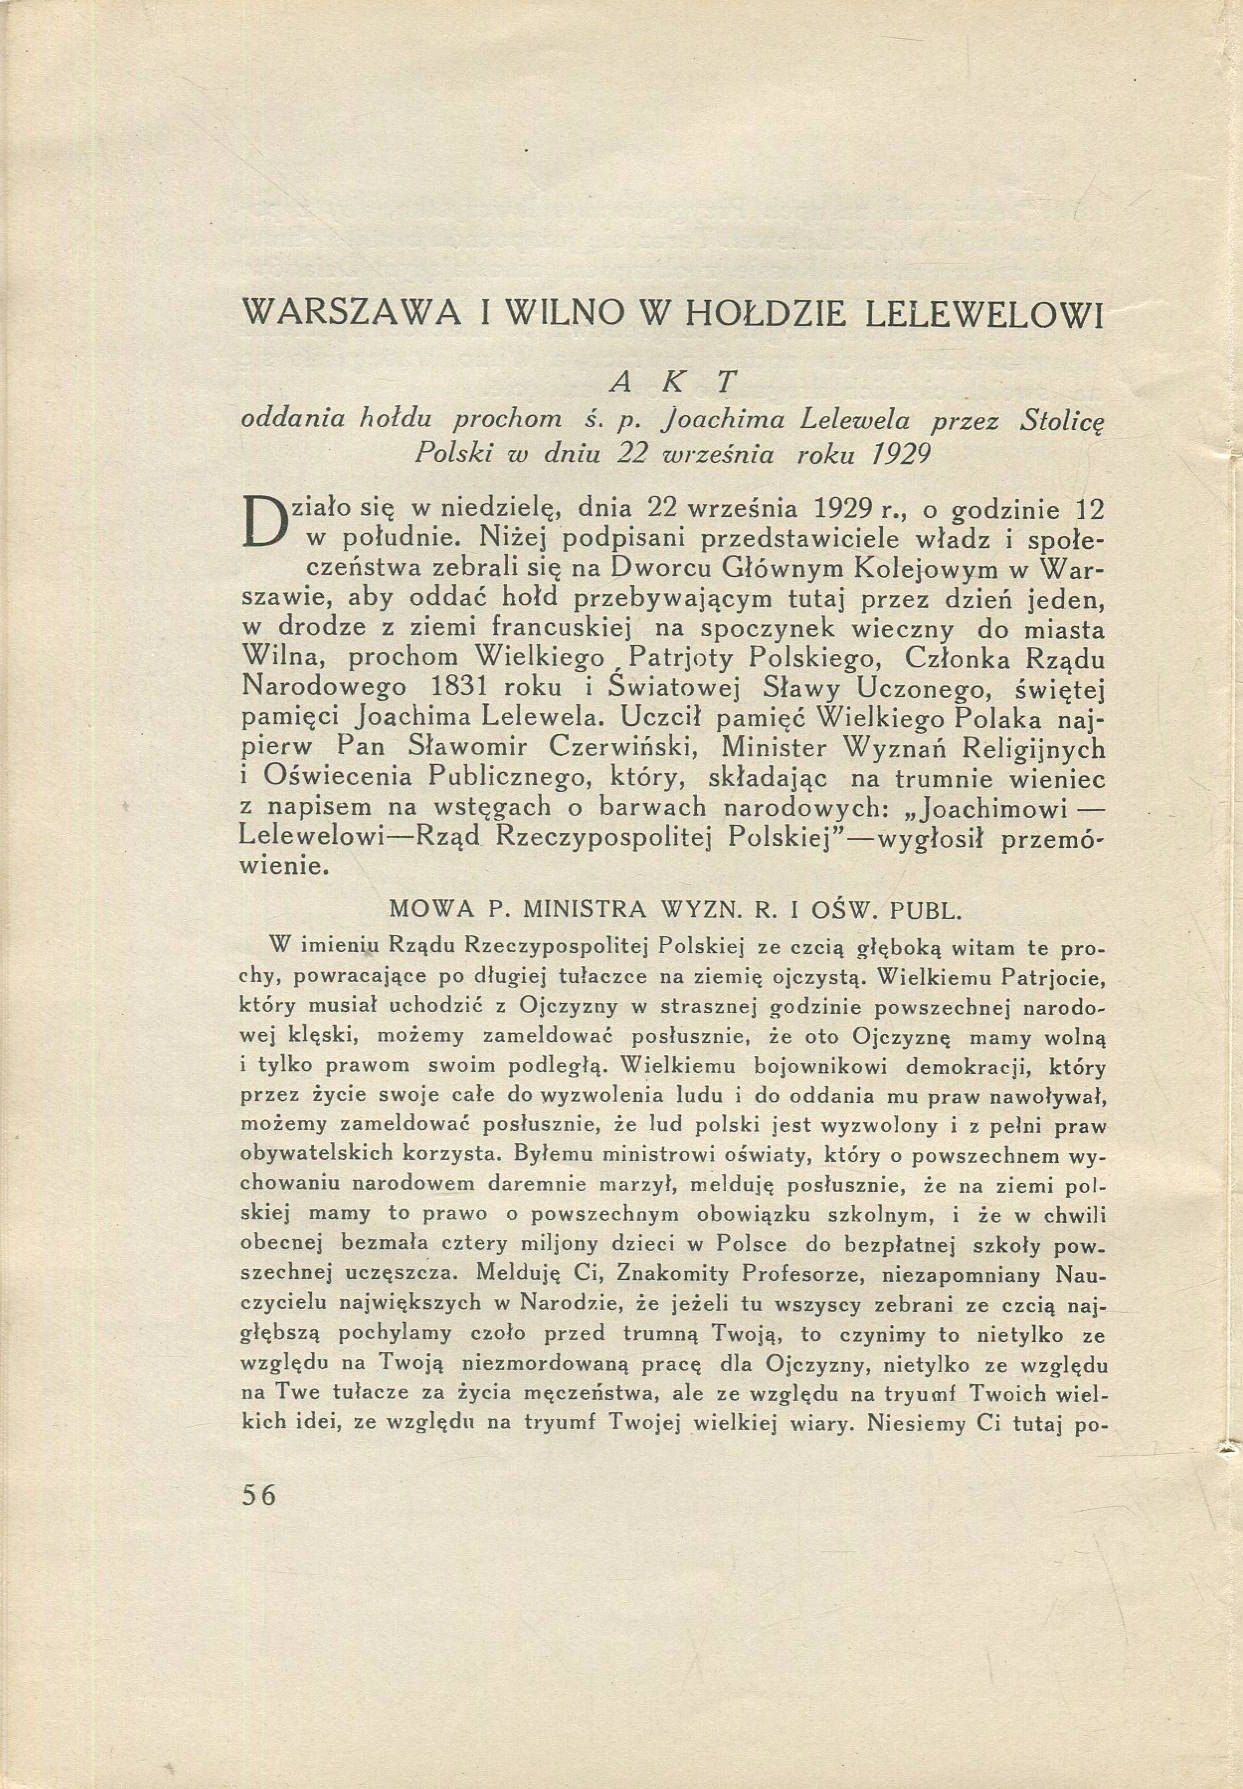 WARSZAWA I WILNO W HOŁDZIE LELEWELOWI
A K T
oddania hołdu prochom ś. p. Joachima Lelewela przez Stolicę
Polski w dniu 22 września roku 1929
Działo się w niedzielę, dnia 22 września 1929 r., o godzinie 12
w południe. Niżej podpisani przedstawiciele władz i społe-
czeństwa zebrali się na Dworcu Głównym Kolejowym w War-
szawie, aby oddać hołd przebywającym tutaj przez dzień jeden,
w drodze z ziemi francuskiej na spoczynek wieczny do miasta
Wilna, prochom Wielkiego Patrjoty Polskiego, Członka Rządu
Narodowego 1831 roku i Światowej Sławy Uczonego, świętej
pamięci Joachima Lelewela. Uczcił pamięć Wielkiego Polaka naj-
pierw Pan Sławomir Czerwiński, Minister Wyznań Religijnych
i Oświecenia Publicznego, który, składając na trumnie wieniec
z napisem na wstęgach o barwach narodowych: „Joachimowi —
Lelewelowi—Rząd Rzeczypospolitej Polskiej”—wygłosił przemó-
wienie.
MOWA P. MINISTRA WYZN. R. I OŚW. PUBL.
W imieniu Rządu Rzeczypospolitej Polskiej ze czcią głęboką witam te pro-
chy, powracające po długiej tułaczce na ziemię ojczystą. Wielkiemu Patrjocie,
który musiał uchodzić z Ojczyzny w strasznej godzinie powszechnej narodo-
wej klęski, możemy zameldować posłusznie, że oto Ojczyznę mamy wolną
i tylko prawom swoim podległą. Wielkiemu bojownikowi demokracji, który
przez życie swoje całe do wyzwolenia ludu i do oddania mu praw nawoływał,
możemy zameldować posłusznie, że lud polski jest wyzwolony i z pełni praw
obywatelskich korzysta. Byłemu ministrowi oświaty, który o powszechnem wy-
chowaniu narodowem daremnie marzył, melduję posłusznie, że na ziemi pol-
skiej mamy to prawo o powszechnym obowiązku szkolnym, i że w chwili
obecnej bezmała cztery miljony dzieci w Polsce do bezpłatnej szkoły pow-
szechnej uczęszcza. Melduję Ci, Znakomity Profesorze, niezapomniany Nau-
czycielu największych w Narodzie, że jeżeli tu wszyscy zebrani ze czcią naj-
głębszą pochylamy czoło przed trumną Twoją, to czynimy to nietylko ze
względu na Twoją niezmordowaną pracę dla Ojczyzny, nietylko ze względu
na Twe tułacze za życia męczeństwa, ale ze względu na tryumf Twoich wiel-
kich idei, ze względu na tryumf Twojej wielkiej wiary. Niesiemy Ci tutaj po-
56